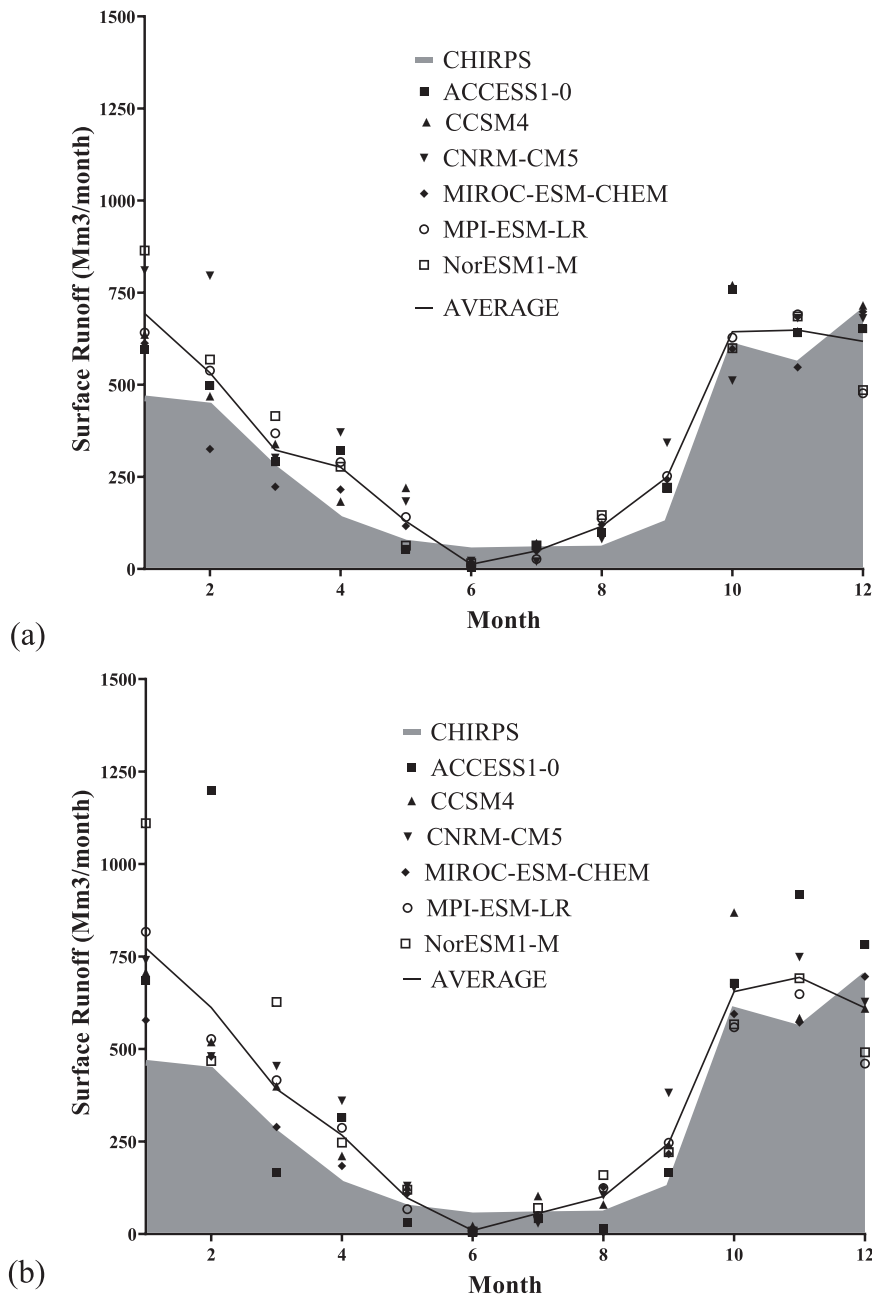 1500
1250
1000
750
500
250
0
Surface Runoff (Mm3/month)
CHIRPS
ACCESS1-0
CCSM4
CNRM-CM5
MIROC-ESM-CHEM
MPI-ESM-LR
NorESM1-M
AVERAGE
2 4 6 8 10 12
Month
(a)
1500
1250
1000
750
500
250
0
Surface Runoff (Mm3/month)
CHIRPS
ACCESS1-0
CCSM4
CNRM-CM5
MIROC-ESM-CHEM
MPI-ESM-LR
NorESM1-M
AVERAGE
2 4 6 8 10 12
Month
(b)